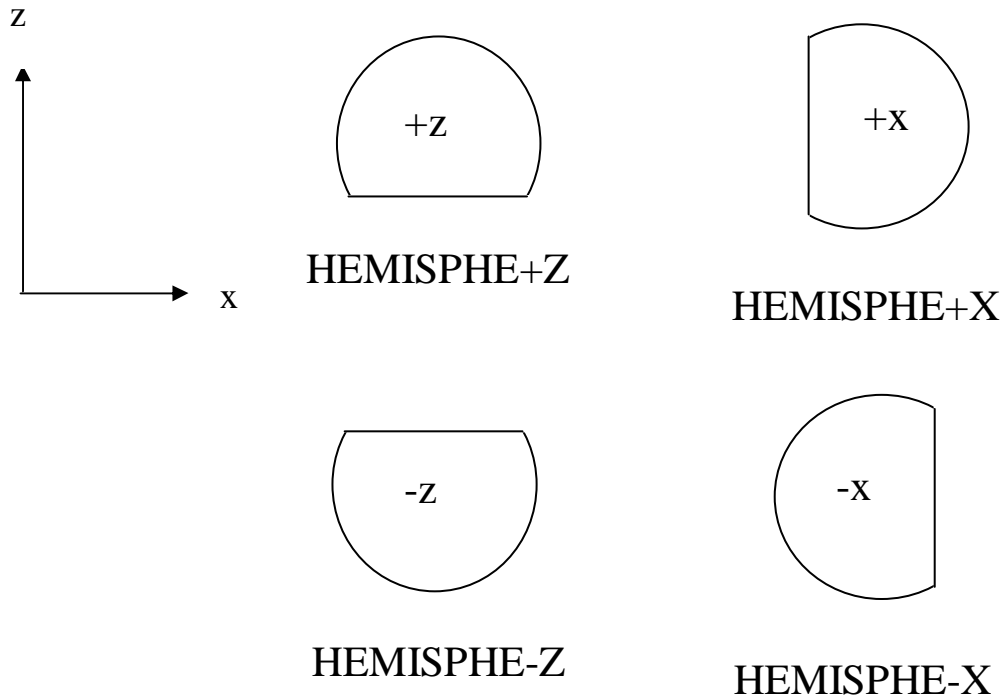 z
x
+z
HEMISPHE+Z
+x
HEMISPHE+X
-z
HEMISPHE-Z
-x
HEMISPHE-X